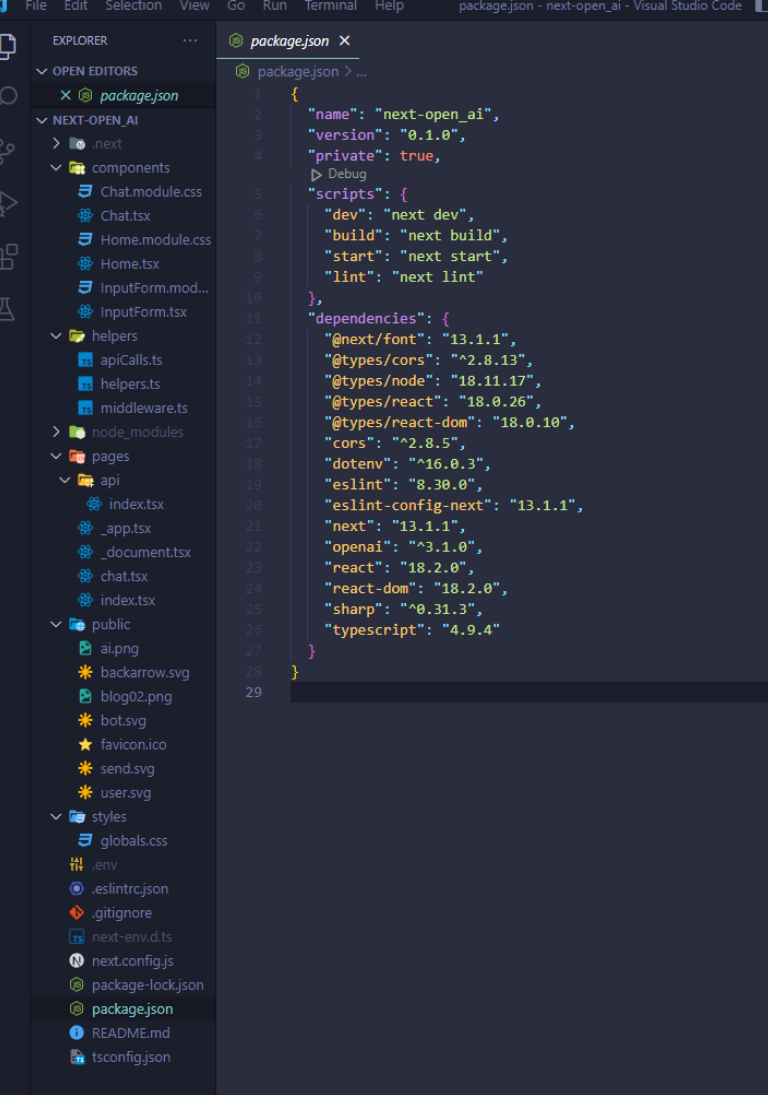 File Edit Selection View Go Run Terminal Help package.json - next-open_ai - Visual Studio Code
EXPLORER ...
OPEN EDITORS
package.json
NEXT-OPEN_AI
.next
components
Chat.module.css
Chat.tsx
Home.module.css
Home.tsx
InputForm.mod...
InputForm.tsx
helpers
apiCalls.ts
helpers.ts
middleware.ts
node_modules
pages
api
index.tsx
_app.tsx
_document.tsx
chat.tsx
index.tsx
public
ai.png
backarrow.svg
blog02.png
bot.svg
favicon.ico
send.svg
user.svg
styles
globals.css
.env
.eslintrc.json
.gitignore
next-env.d.ts
next.config.js
package-lock.json
package.json
README.md
tsconfig.json
package.json
package.json > ...
1 {
2 "name": "next-open_ai",
3 "version": "0.1.0",
4 "private": true,
Debug
5 "scripts": {
6 "dev": "next dev",
7 "build": "next build",
8 "start": "next start",
9 "lint": "next lint"
10 },
11 "dependencies": {
12 "@next/font": "13.1.1",
13 "@types/cors": "^2.8.13",
14 "@types/node": "18.11.17",
15 "@types/react": "18.0.26",
16 "@types/react-dom": "18.0.10",
17 "cors": "^2.8.5",
18 "dotenv": "^16.0.3",
19 "eslint": "8.30.0",
20 "eslint-config-next": "13.1.1",
21 "next": "13.1.1",
22 "openai": "^3.1.0",
23 "react": "18.2.0",
24 "react-dom": "18.2.0",
25 "sharp": "^0.31.3",
26 "typescript": "4.9.4"
27 }
28 }
29